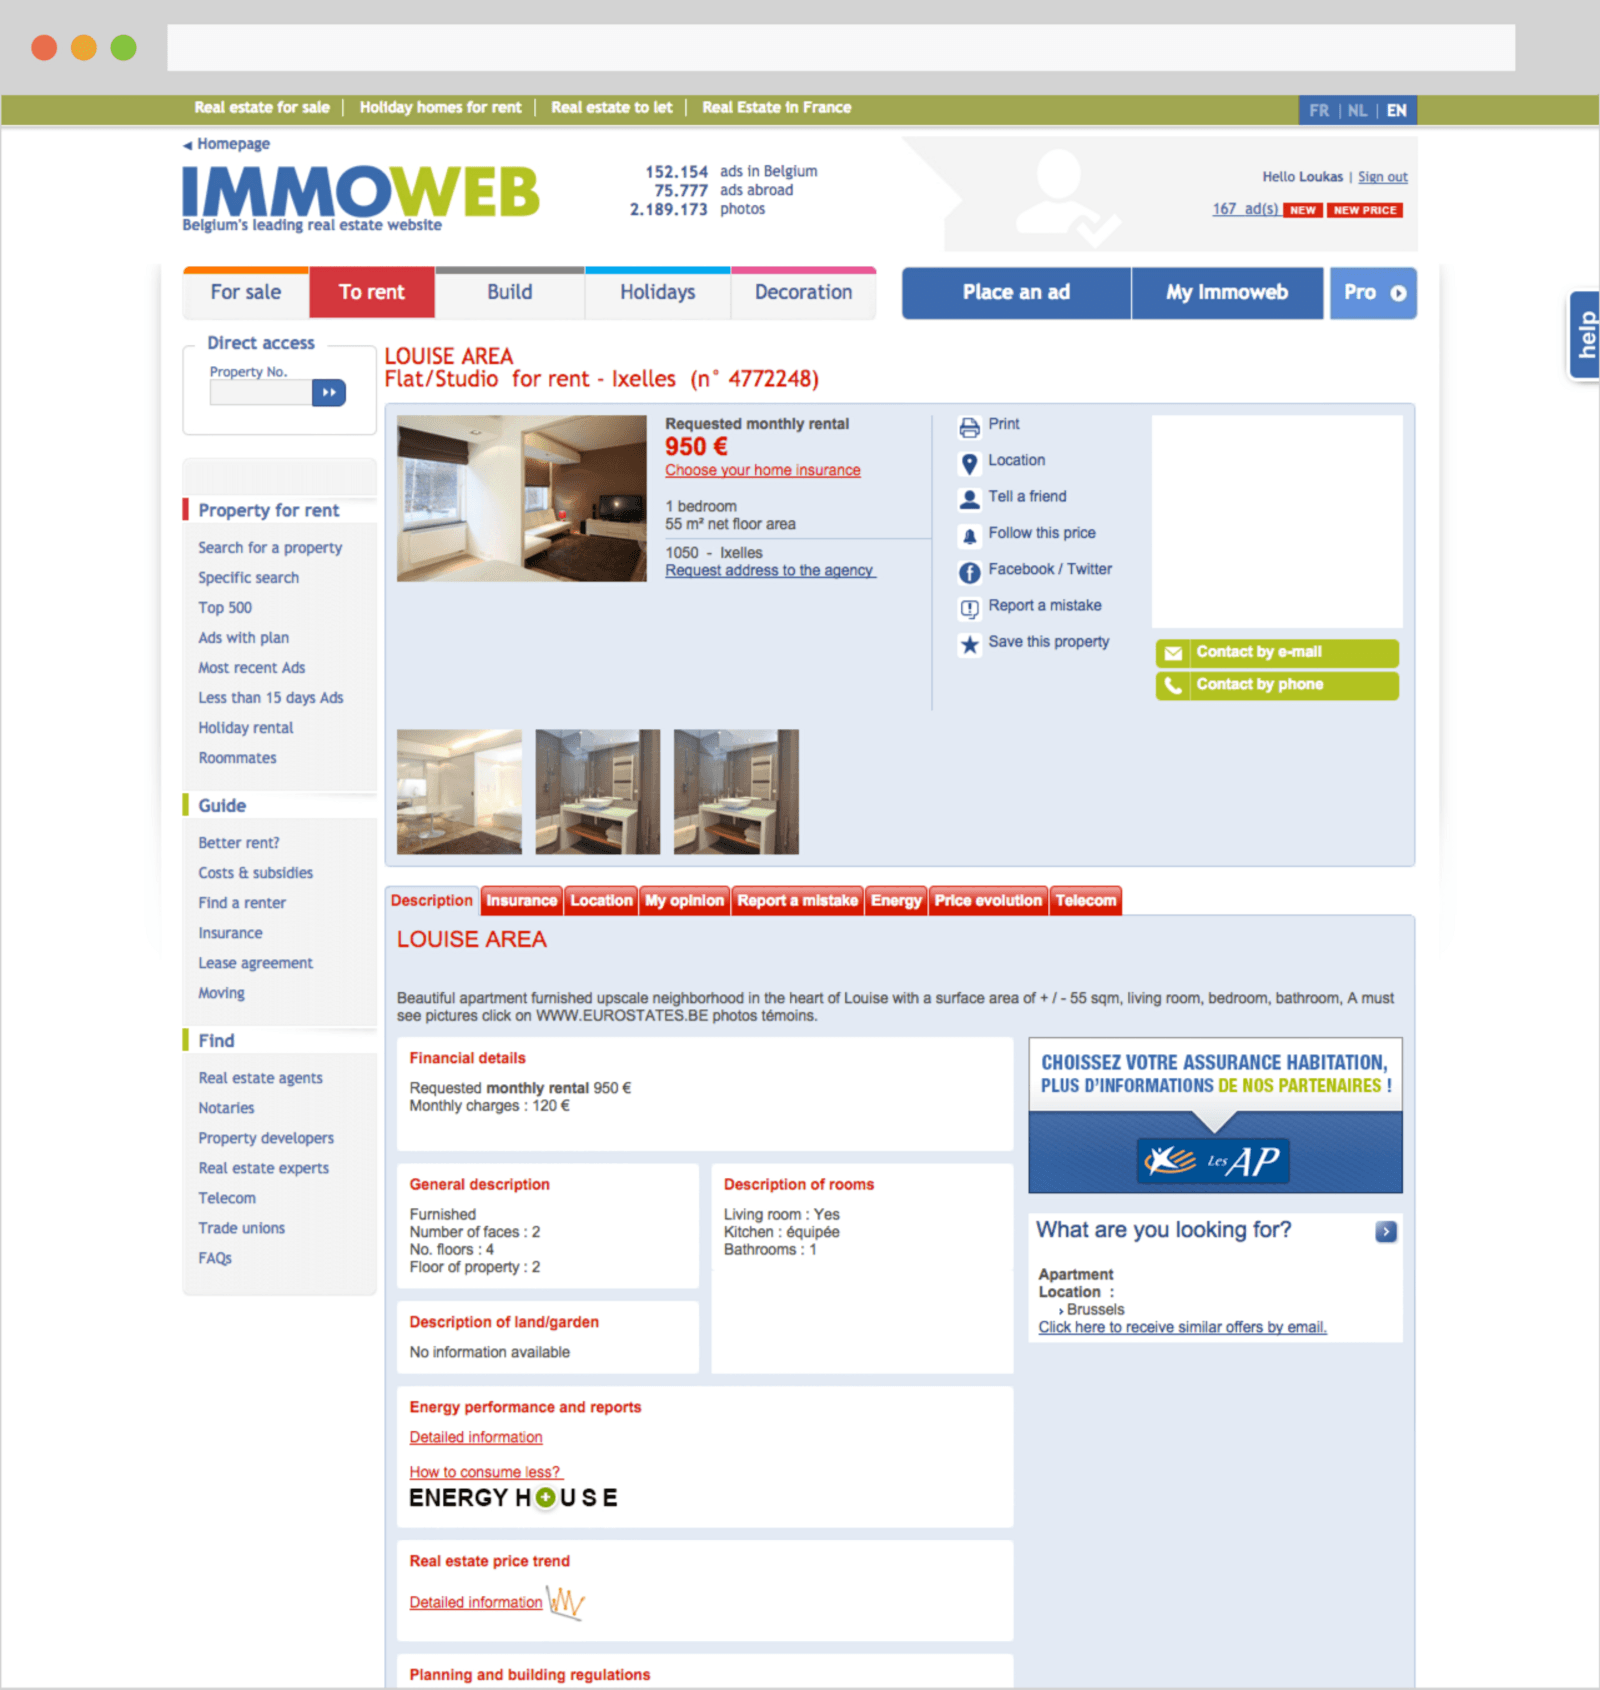 Real estate for sale | Holiday homes for rent | Real estate to let | Real Estate in France
FR | NL | EN
Homepage
IMMOWEB
Belgium's leading real estate website
152.154 ads in Belgium
75.777 ads abroad
2.189.173 photos
Hello Loukas | Sign out
167 ad(s) NEW NEW PRICE
For sale
To rent
Build
Holidays
Decoration
Place an ad
My Immoweb
Pro
help
Direct access
Property No.
LOUISE AREA
Flat/Studio for rent - Ixelles (n° 4772248)
Requested monthly rental
950 €
Choose your home insurance
1 bedroom
55 m² net floor area
1050 - Ixelles
Request address to the agency
Print
Location
Tell a friend
Follow this price
Facebook / Twitter
Report a mistake
Save this property
Contact by e-mail
Contact by phone
Property for rent
Search for a property
Specific search
Top 500
Ads with plan
Most recent Ads
Less than 15 days Ads
Holiday rental
Roommates
Guide
Better rent?
Costs & subsidies
Find a renter
Insurance
Lease agreement
Moving
Find
Real estate agents
Notaries
Property developers
Real estate experts
Telecom
Trade unions
FAQs
Description
Insurance
Location
My opinion
Report a mistake
Energy
Price evolution
Telecom
LOUISE AREA
Beautiful apartment furnished upscale neighborhood in the heart of Louise with a surface area of + / - 55 sqm, living room, bedroom, bathroom, A must
see pictures click on WWW.EUROSTATES.BE photos témoins.
Financial details
Requested monthly rental 950 €
Monthly charges : 120 €
General description
Furnished
Number of faces : 2
No. floors : 4
Floor of property : 2
Description of rooms
Living room : Yes
Kitchen : équipée
Bathrooms : 1
Description of land/garden
No information available
Energy performance and reports
Detailed information
How to consume less?
ENERGY HOUSE
Real estate price trend
Detailed information
Planning and building regulations
CHOISSEZ VOTRE ASSURANCE HABITATION,
PLUS D'INFORMATIONS DE NOS PARTENAIRES !
Les AP
What are you looking for?
Apartment
Location :
Brussels
Click here to receive similar offers by email.